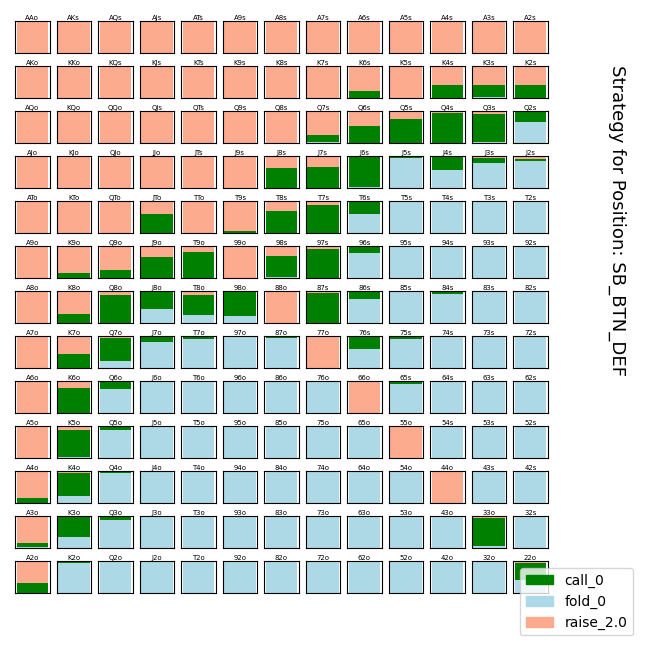 AAo AKs AQs AJs ATs A9s A8s A7s A6s A5s A4s A3s A2s
AKo KKo KQs KJs KTs K9s K8s K7s K6s K5s K4s K3s K2s
AQo KQo QQo QJs QTs Q9s Q8s Q7s Q6s Q5s Q4s Q3s Q2s
AJo KJo QJo JJo JTs J9s J8s J7s J6s J5s J4s J3s J2s
ATo KTo QTo JTo TTo T9s T8s T7s T6s T5s T4s T3s T2s
A9o K9o Q9o J9o T9o 99o 98s 97s 96s 95s 94s 93s 92s
A8o K8o Q8o J8o T8o 98o 88o 87s 86s 85s 84s 83s 82s
A7o K7o Q7o J7o T7o 97o 87o 77o 76s 75s 74s 73s 72s
A6o K6o Q6o J6o T6o 96o 86o 76o 66o 65s 64s 63s 62s
A5o K5o Q5o J5o T5o 95o 85o 75o 65o 55o 54s 53s 52s
A4o K4o Q4o J4o T4o 94o 84o 74o 64o 54o 44o 43s 42s
A3o K3o Q3o J3o T3o 93o 83o 73o 63o 53o 43o 33o 32s
A2o K2o Q2o J2o T2o 92o 82o 72o 62o 52o 42o 32o 22o
Strategy for Position: SB_BTN_DEF
call_0
fold_0
raise_2.0